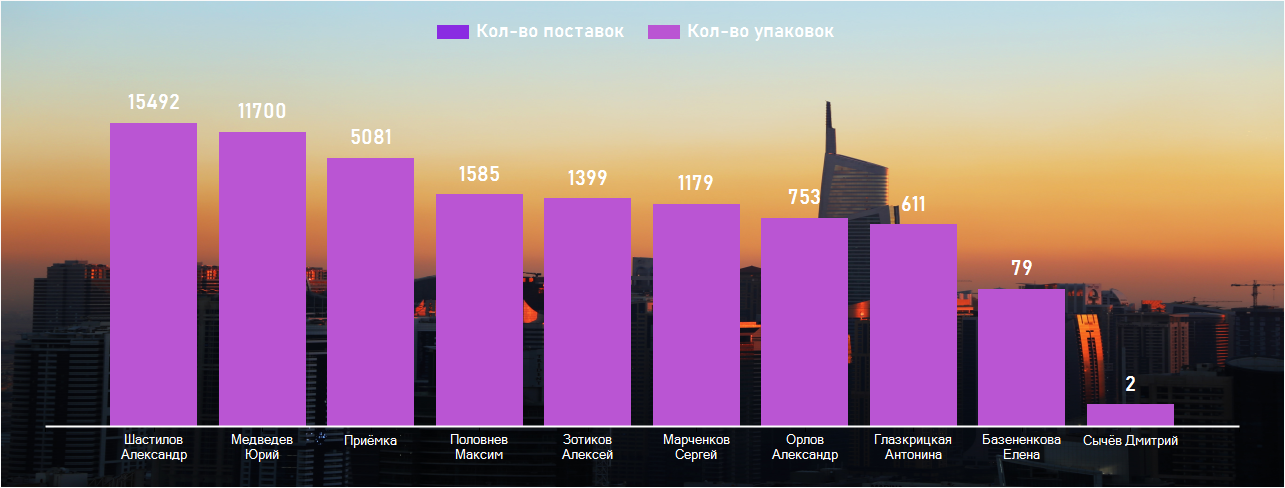 Кол-во поставок Кол-во упаковок
15492 11700 5081 1585 1399 1179 753 611 79 2
Шастилов Медведев Приёмка Половнев Зотиков Марченков Орлов Глазкрицкая Базененкова Сычёв Дмитрий
Александр Юрий Максим Алексей Сергей Александр Антонина Елена